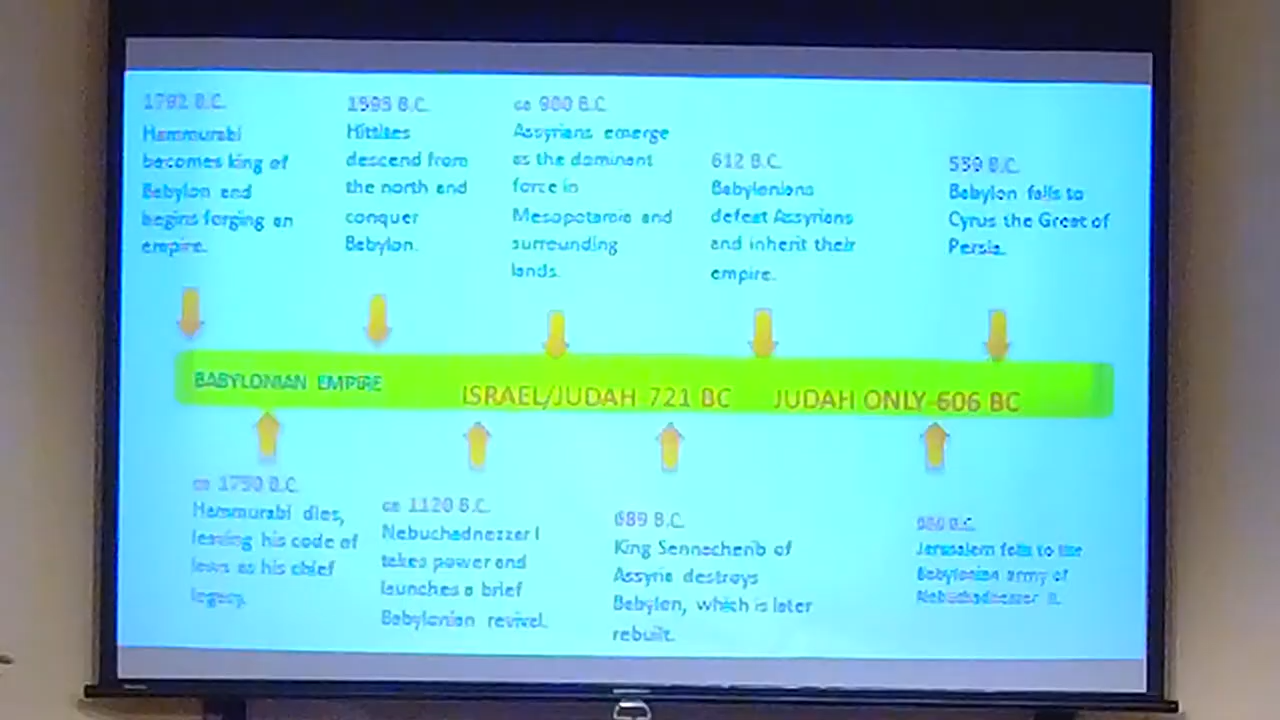 1792 B.C.
Hammurabi
becomes king of
Babylon and
begins forging an
empire.
1595 B.C.
Hittites
descend from
the north and
conquer
Babylon.
ca 900 B.C.
Assyrians emerge
as the dominant
force in
Mesopotamia and
surrounding
lands.
612 B.C.
Babylonians
defeat Assyrians
and inherit their
empire.
539 B.C.
Babylon falls to
Cyrus the Great of
Persia.
BABYLONIAN EMPIRE
ISRAEL/JUDAH 721 BC
JUDAH ONLY 606 BC
ca 1750 B.C.
Hammurabi dies,
leaving his code of
laws as his chief
legacy.
ca 1120 B.C.
Nebuchadnezzar I
takes power and
launches a brief
Babylonian revival.
689 B.C.
King Sennacherib of
Assyria destroys
Babylon, which is later
rebuilt.
B.C.
Jerusalem falls to the
Babylonian army of
Nebuchadnezzar II.